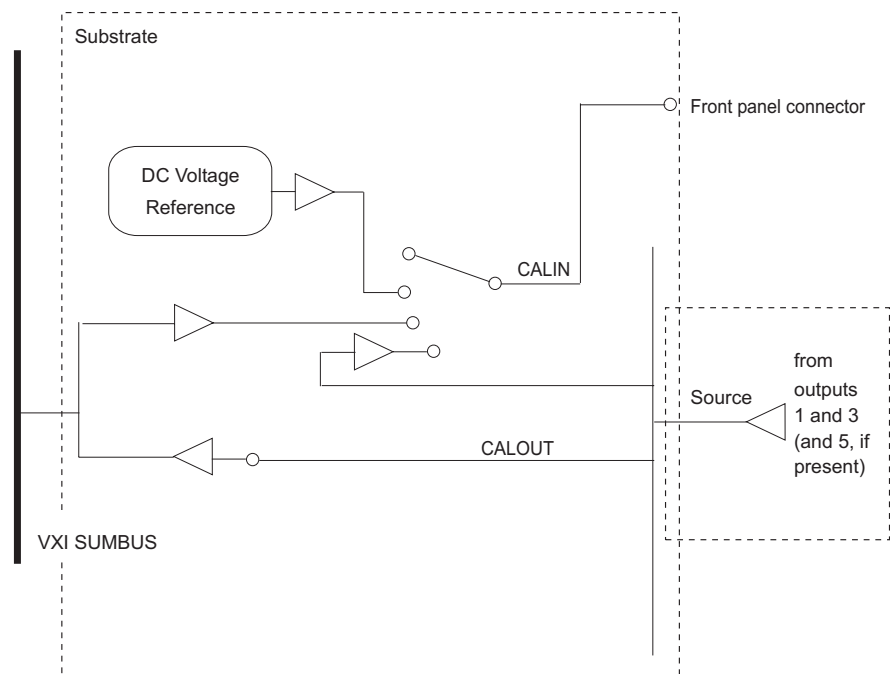 Substrate
Front panel connector
DC Voltage
Reference
CALIN
from
outputs
1 and 3
(and 5, if
present)
Source
CALOUT
VXI SUMBUS